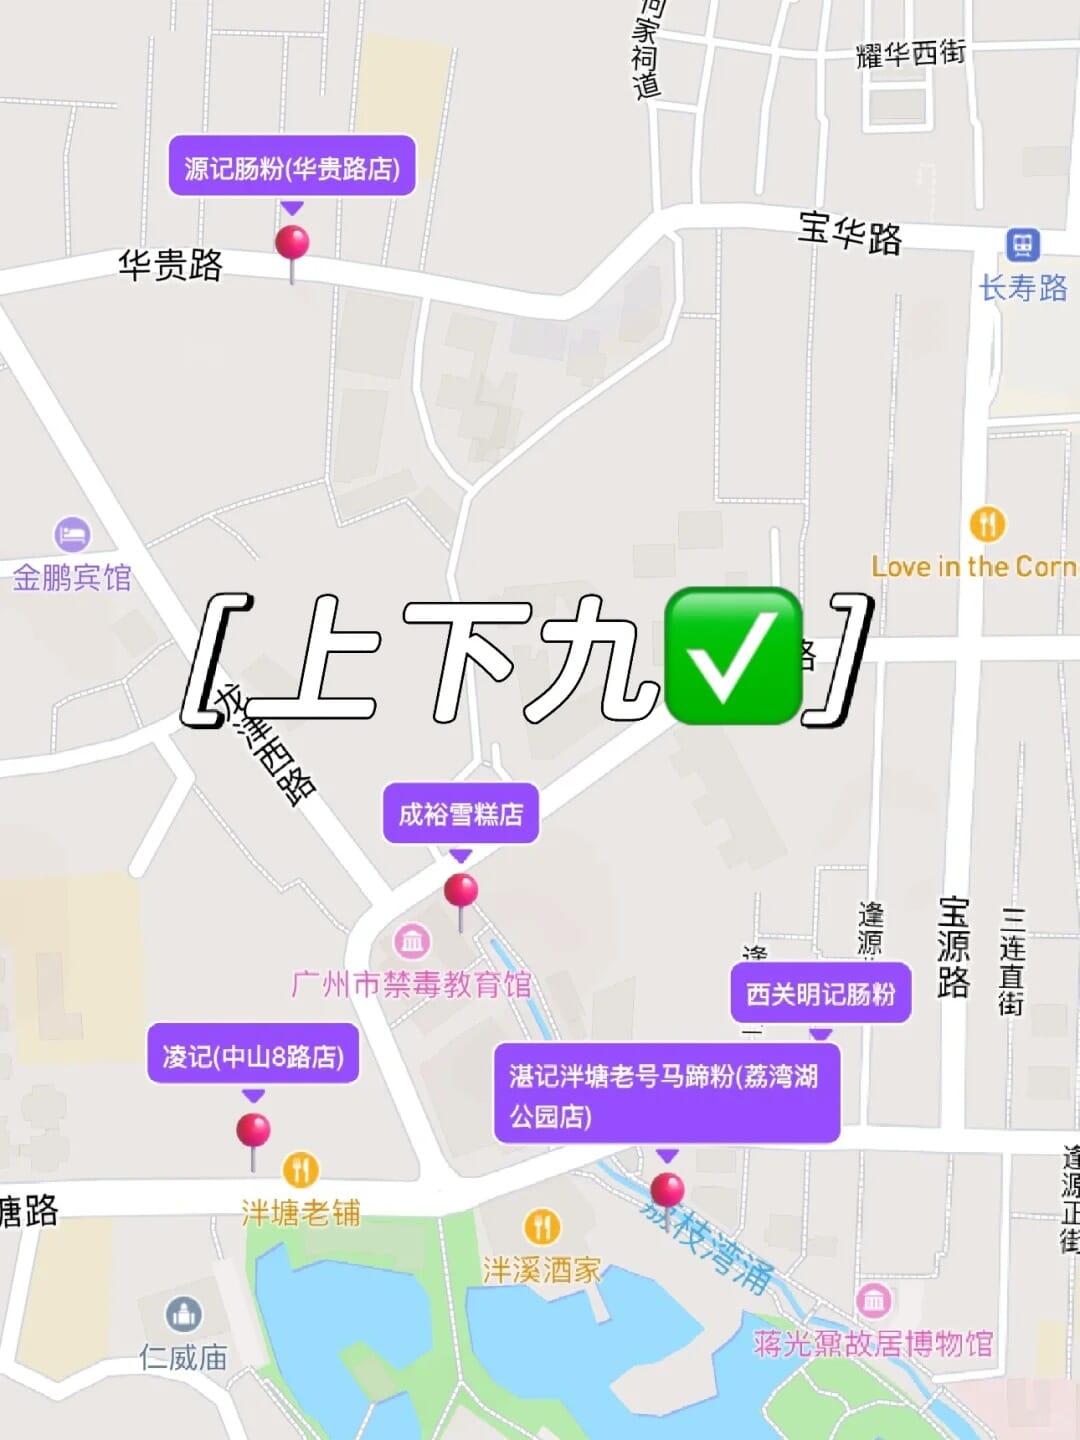 何家祠道
耀华西街
源记肠粉(华贵路店)
华贵路
宝华路
长寿路
Love in the Corn
金鹏宾馆
[上下九✅]
路
龙津西路
成裕雪糕店
广州市禁毒教育馆
逢
逢源
宝源路
三连直街
西关明记肠粉
凌记(中山8路店)
湛记泮塘老号马蹄粉(荔湾湖
公园店)
泮塘老铺
塘路
泮溪酒家
荔枝湾涌
逢源正街
仁威庙
蒋光鼐故居博物馆